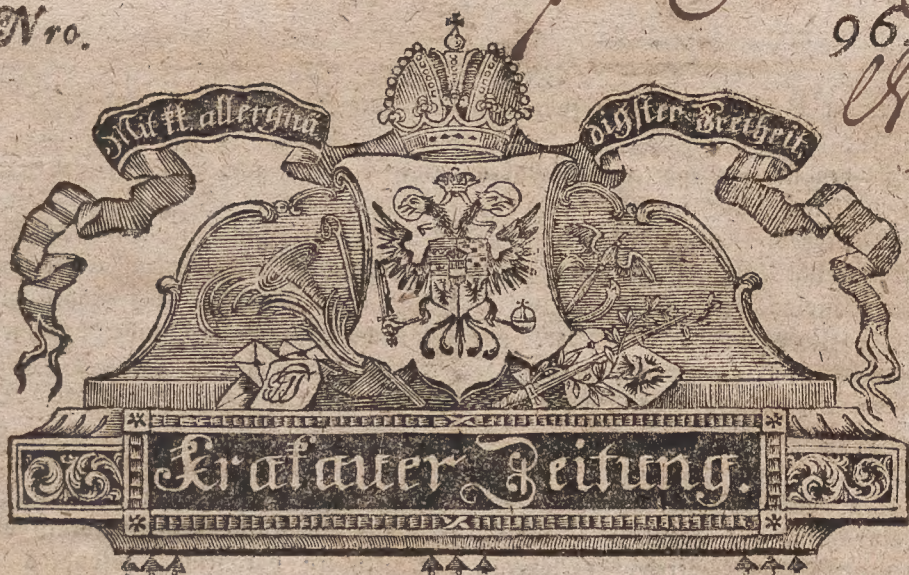 Nro. 96.
Mit kk allergnä digster Freiheit
Krakauer Zeitung.